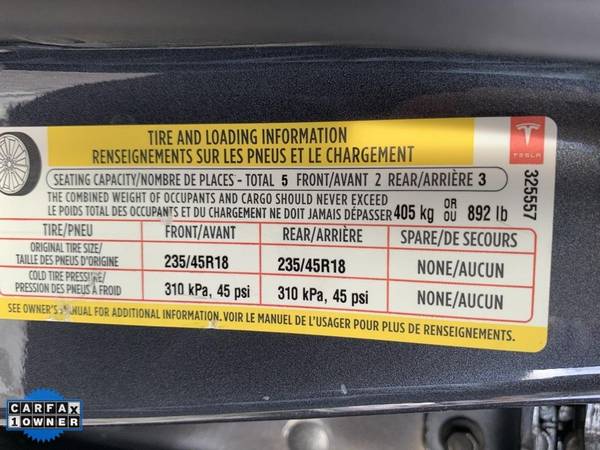 TIRE AND LOADING INFORMATION
RENSEIGNEMENTS SUR LES PNEUS ET LE CHARGEMENT
SEATING CAPACITY/NOMBRE DE PLACES - TOTAL 5 FRONT/AVANT 2 REAR/ARRIÈRE 3
THE COMBINED WEIGHT OF OCCUPANTS AND CARGO SHOULD NEVER EXCEED
LE POIDS TOTAL DES OCCUPANTS ET DU CHARGEMENT NE DOIT JAMAIS DÉPASSER 405 kg OR OU 892 lb
TIRE/PNEU FRONT/AVANT REAR/ARRIÈRE SPARE/DE SECOURS
ORIGINAL TIRE SIZE/
TAILLE DES PNEUS D'ORIGINE 235/45R18 235/45R18 NONE/AUCUN
COLD TIRE PRESSURE/
PRESSION DES PNEUS À FROID 310 kPa, 45 psi 310 kPa, 45 psi NONE/AUCUN
SEE OWNER'S MANUAL FOR ADDITIONAL INFORMATION. VOIR LE MANUEL DE L'USAGER POUR PLUS DE RENSEIGNEMENTS.
TESLA
325557
CARFAX
1 OWNER